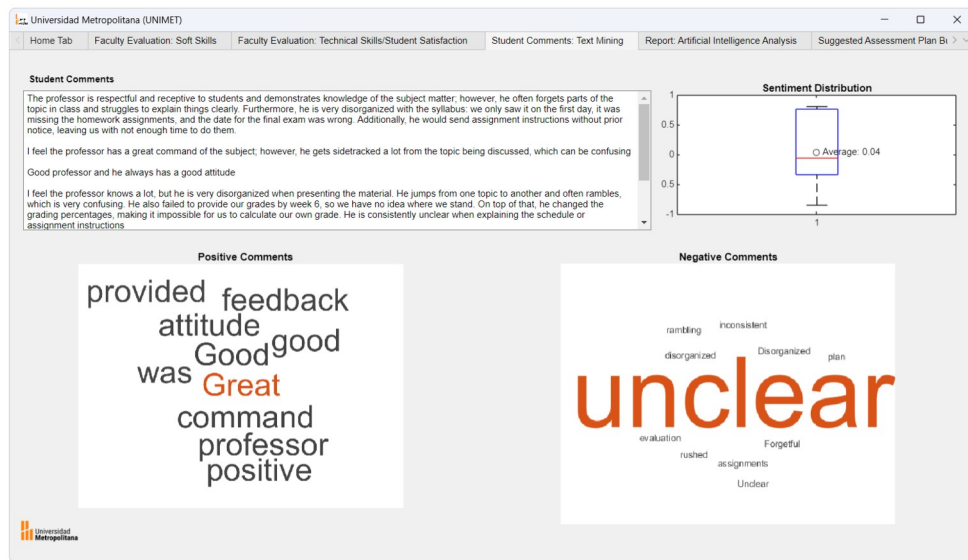 Universidad Metropolitana (UNIMET)
Home Tab
Faculty Evaluation: Soft Skills
Faculty Evaluation: Technical Skills/Student Satisfaction
Student Comments: Text Mining
Report: Artificial Intelligence Analysis
Suggested Assessment Plan Bu
Student Comments
The professor is respectful and receptive to students and demonstrates knowledge of the subject matter; however, he often forgets parts of the
topic in class and struggles to explain things clearly. Furthermore, he is very disorganized with the syllabus: we only saw it on the first day, it was
missing the homework assignments, and the date for the final exam was wrong. Additionally, he would send assignment instructions without prior
notice, leaving us with not enough time to do them.
I feel the professor has a great command of the subject; however, he gets sidetracked a lot from the topic being discussed, which can be confusing
Good professor and he always has a good attitude
I feel the professor knows a lot, but he is very disorganized when presenting the material. He jumps from one topic to another and often rambles,
which is very confusing. He also failed to provide our grades by week 6, so we have no idea where we stand. On top of that, he changed the
grading percentages, making it impossible for us to calculate our own grade. He is consistently unclear when explaining the schedule or
assignment instructions
Sentiment Distribution
1
0.5
0
0.5
-1
Average: 0.04
1
Positive Comments
provided
feedback
attitude
good
Good
was
Great
command
professor
positive
Negative Comments
rambling
inconsistent
disorganized
Disorganized
plan
unclear
evaluation
Forgetful
rushed
assignments
Unclear
Universidad
Metropolitana